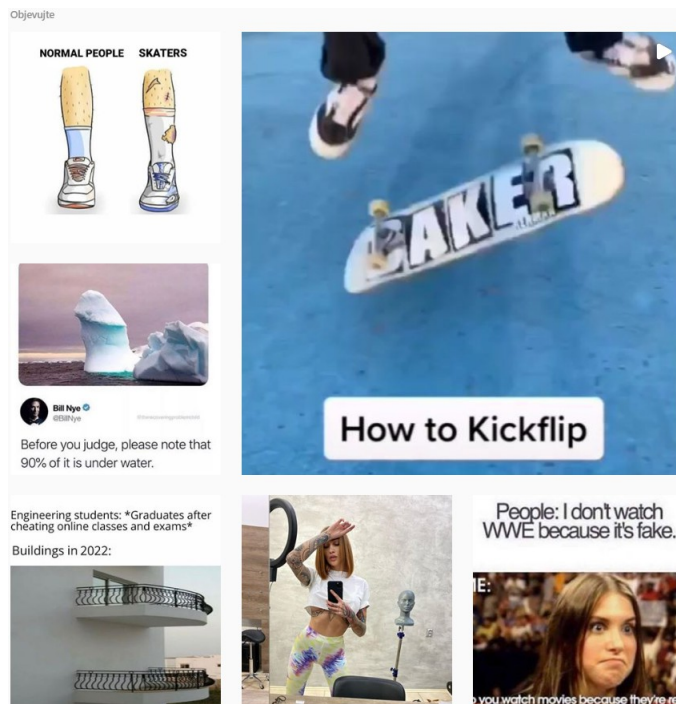 Objevujte
NORMAL PEOPLE SKATERS
BAKER
How to Kickflip
Bill Nye
@BillNye
Before you judge, please note that
90% of it is under water.
Engineering students: *Graduates after
cheating online classes and exams*
Buildings in 2022:
People: I don't watch
WWE because it's fake.
ME:
you watch movies because they're re